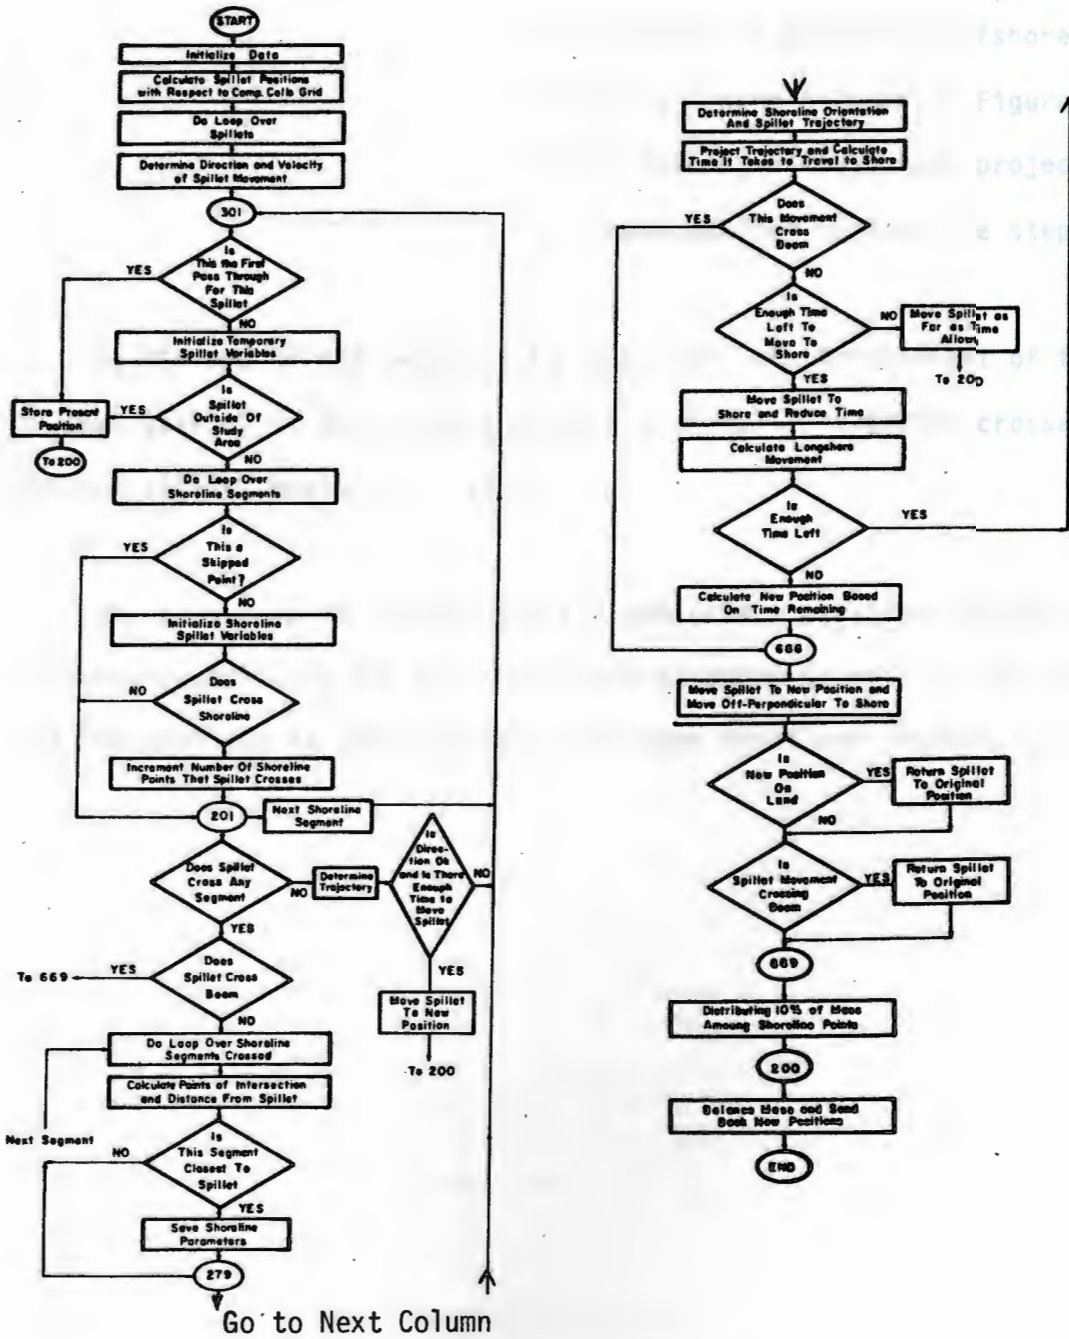 START
Initialize Data
Calculate Spillet Positions
with Respect to Comp. Cells Grid
Do Loop Over
Spillets
Determine Direction and Velocity
of Spillet Movement
301
Is
This the First
Pass Through
For This
Spillet
YES
NO
Initialize Temporary
Spillet Variables
Is
Spillet
Outside Of
Study
Area
YES
Store Present
Position
To 200
NO
Do Loop Over
Shoreline Segments
Is
This a
Skipped
Point?
YES
NO
Initialize Shoreline
Spillet Variables
Does
Spillet Cross
Shoreline
NO
Increment Number Of Shoreline
Points That Spillet Crosses
201
Next Shoreline
Segment
Does Spillet
Cross Any
Segment
NO
Determine
Trajectory
Is
Direc-
tion Ok
and Is There
Enough
Time to
Move
Spillet
NO
YES
Move Spillet
To New
Position
To 200
YES
Does
Spillet Cross
Boom
YES
To 669
NO
Do Loop Over Shoreline
Segments Crossed
Calculate Points of Intersection
and Distance From Spillet
Next Segment
Is
This Segment
Closest To
Spillet
NO
YES
Save Shoreline
Parameters
279
Go to Next Column
Determine Shoreline Orientation
And Spillet Trajectory
Project Trajectory and Calculate
Time It Takes to Travel to Shore
Does
This Movement
Cross
Boom
YES
NO
Is
Enough Time
Left To
Move To
Shore
NO
Move Spillet as
Far as Time
Allows
To 200
YES
Move Spillet To
Shore and Reduce Time
Calculate Longshore
Movement
Is
Enough
Time Left
YES
NO
Calculate New Position Based
On Time Remaining
666
Move Spillet To New Position and
Move Off-Perpendicular To Shore
Is
New Position
On
Land
YES
Return Spillet
To Original
Position
NO
Is
Spillet Movement
Crossing
Boom
YES
Return Spillet
To Original
Position
669
Distributing 10% of Mass
Amoung Shoreline Points
200
Balance Mass and Send
Back New Positions
END
fshore
Figure
projec
e step
of
crosse